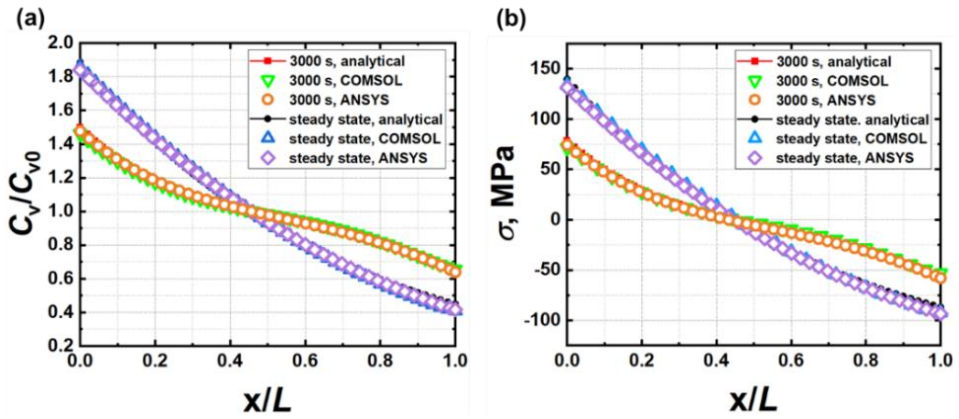 (a)
2.0
1.8
1.6
1.4
1.2
1.0
0.8
0.6
0.4
0.2
Cv/Cv0
3000 s, analytical
3000 s, COMSOL
3000 s, ANSYS
steady state, analytical
steady state, COMSOL
steady state, ANSYS
0.0 0.2 0.4 0.6 0.8 1.0
x/L
(b)
150
100
50
0
-50
-100
σ, MPa
3000 s, analytical
3000 s, COMSOL
3000 s, ANSYS
steady state. analytical
steady state, COMSOL
steady state, ANSYS
0.0 0.2 0.4 0.6 0.8 1.0
x/L